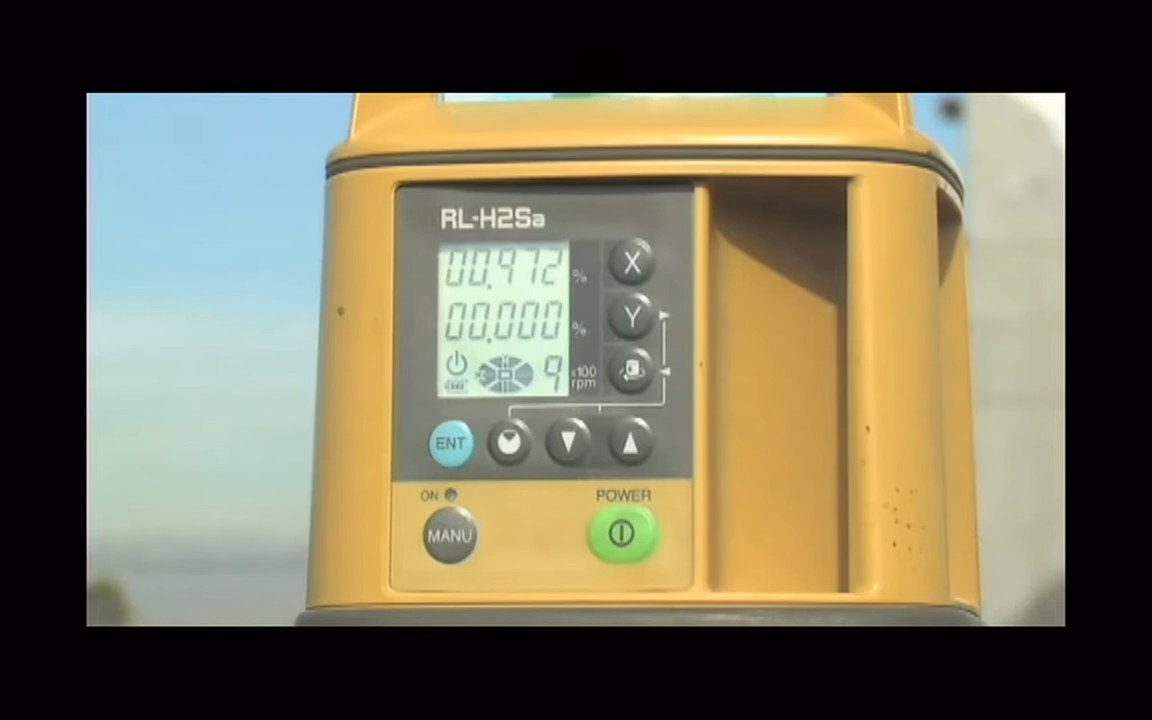 RL-H2Sa
00.972 %
X
00.000 %
Y
9 x100 rpm
ENT
ON
POWER
MANU